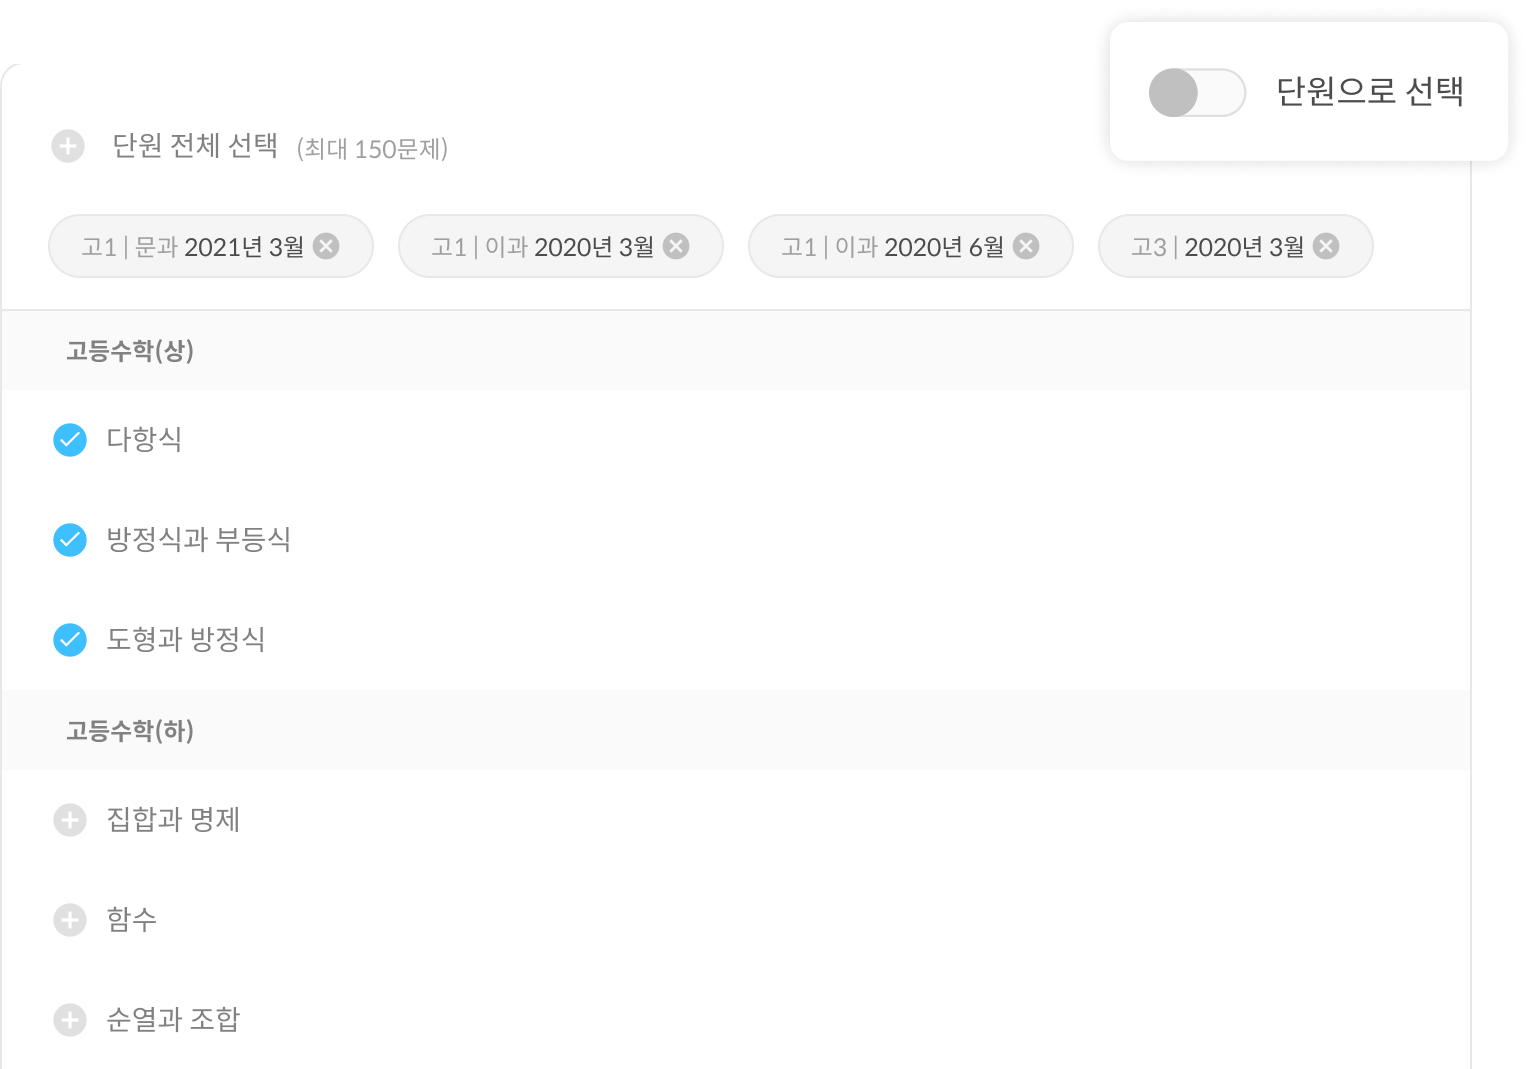 단원으로 선택
단원 전체 선택 (최대 150문제)
고1 | 문과 2021년 3월 고1 | 이과 2020년 3월 고1 | 이과 2020년 6월 고3 | 2020년 3월
고등수학(상)
다항식
방정식과 부등식
도형과 방정식
고등수학(하)
집합과 명제
함수
순열과 조합